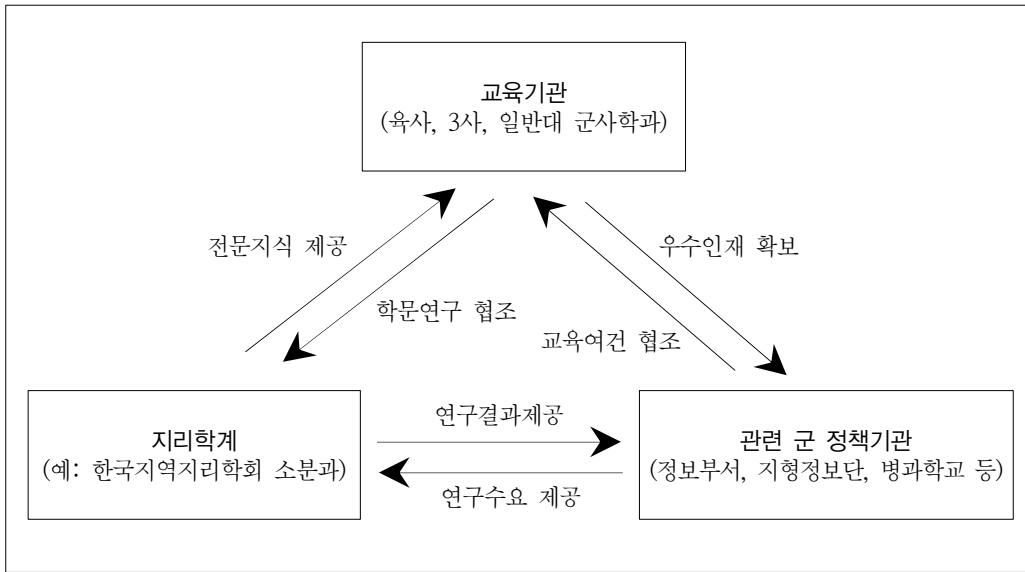 교육기관
(육사, 3사, 일반대 군사학과)
전문지식 제공
우수인재 확보
학문연구 협조
교육여건 협조
지리학계
(예: 한국지역지리학회 소분과)
연구결과제공
연구수요 제공
관련 군 정책기관
(정보부서, 지형정보단, 병과학교 등)